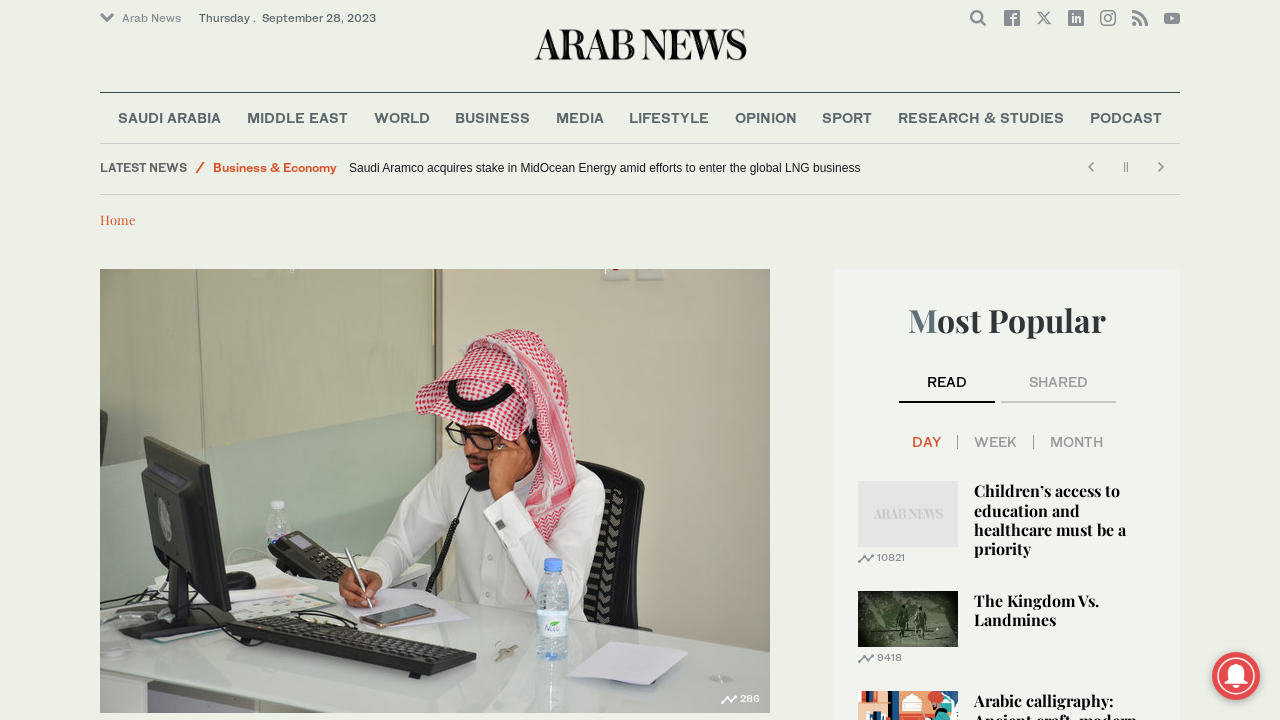 Arab News
Thursday . September 28, 2023
ARAB NEWS
SAUDI ARABIA
MIDDLE EAST
WORLD
BUSINESS
MEDIA
LIFESTYLE
OPINION
SPORT
RESEARCH & STUDIES
PODCAST
LATEST NEWS / Business & Economy Saudi Aramco acquires stake in MidOcean Energy amid efforts to enter the global LNG business
Home
286
Most Popular
READ
SHARED
DAY
WEEK
MONTH
ARAB NEWS
10821
Children’s access to
education and
healthcare must be a
priority
9418
The Kingdom Vs.
Landmines
Arabic calligraphy:
Ancient craft, modern